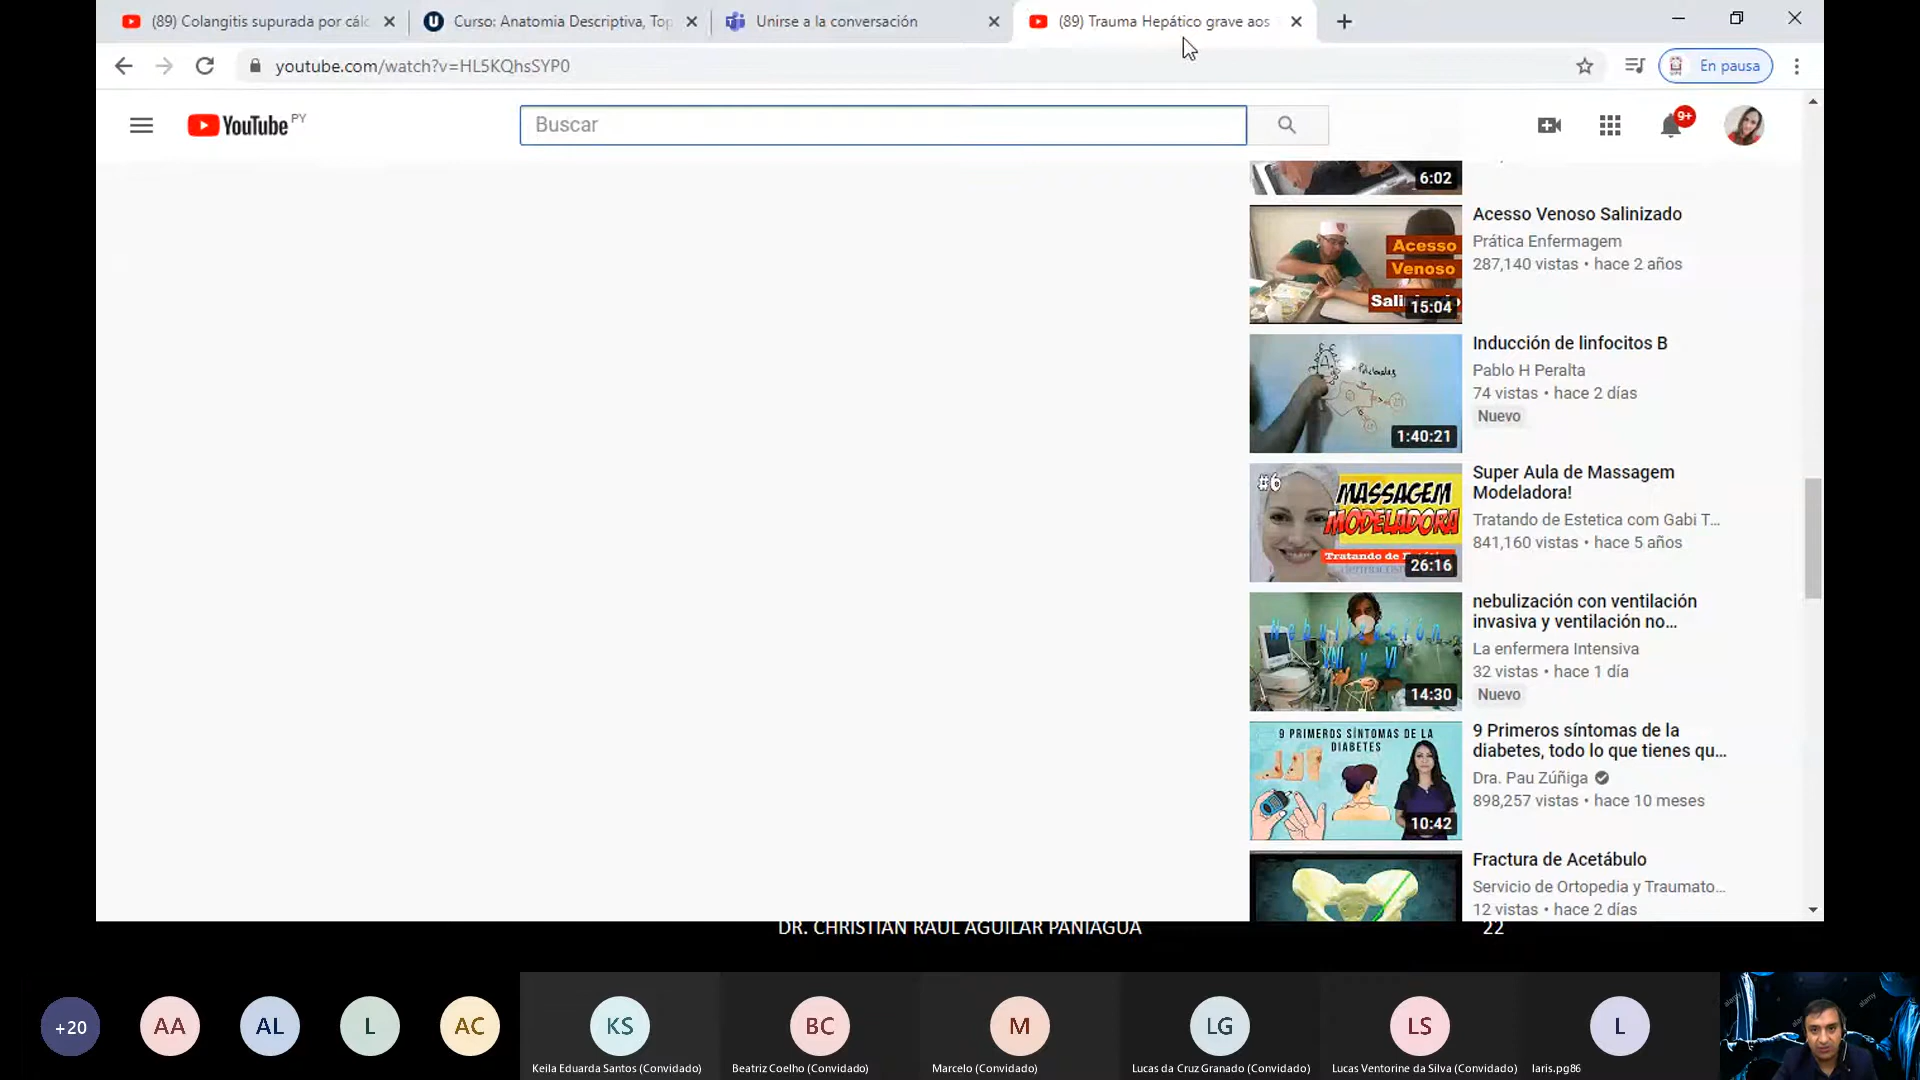 (89) Colangitis supurada por cálc
Curso: Anatomia Descriptiva, Top
Unirse a la conversación
(89) Trauma Hepático grave aos
youtube.com/watch?v=HL5KQhsSYP0
En pausa
YouTube PY
Buscar
9+
6:02
Acesso
Venoso
15:04
Acesso Venoso Salinizado
Prática Enfermagem
287,140 vistas • hace 2 años
1:40:21
Inducción de linfocitos B
Pablo H Peralta
74 vistas • hace 2 días
Nuevo
#6
MASSAGEM
MODELADORA
Tratando de
26:16
Super Aula de Massagem
Modeladora!
Tratando de Estetica com Gabi T...
841,160 vistas • hace 5 años
Nebulización
VNI y VI
14:30
nebulización con ventilación
invasiva y ventilación no...
La enfermera Intensiva
32 vistas • hace 1 día
Nuevo
9 PRIMEROS SÍNTOMAS DE LA
DIABETES
10:42
9 Primeros síntomas de la
diabetes, todo lo que tienes qu...
Dra. Pau Zúñiga
898,257 vistas • hace 10 meses
Fractura de Acetábulo
Servicio de Ortopedia y Traumato...
12 vistas • hace 2 días
DR. CHRISTIAN RAUL AGUILAR PANIAGUA
22
+20
AA
AL
L
AC
KS
BC
M
LG
LS
L
Keila Eduarda Santos (Convidado)
Beatriz Coelho (Convidado)
Marcelo (Convidado)
Lucas da Cruz Granado (Convidado)
Lucas Ventorine da Silva (Convidado)
laris.pg86